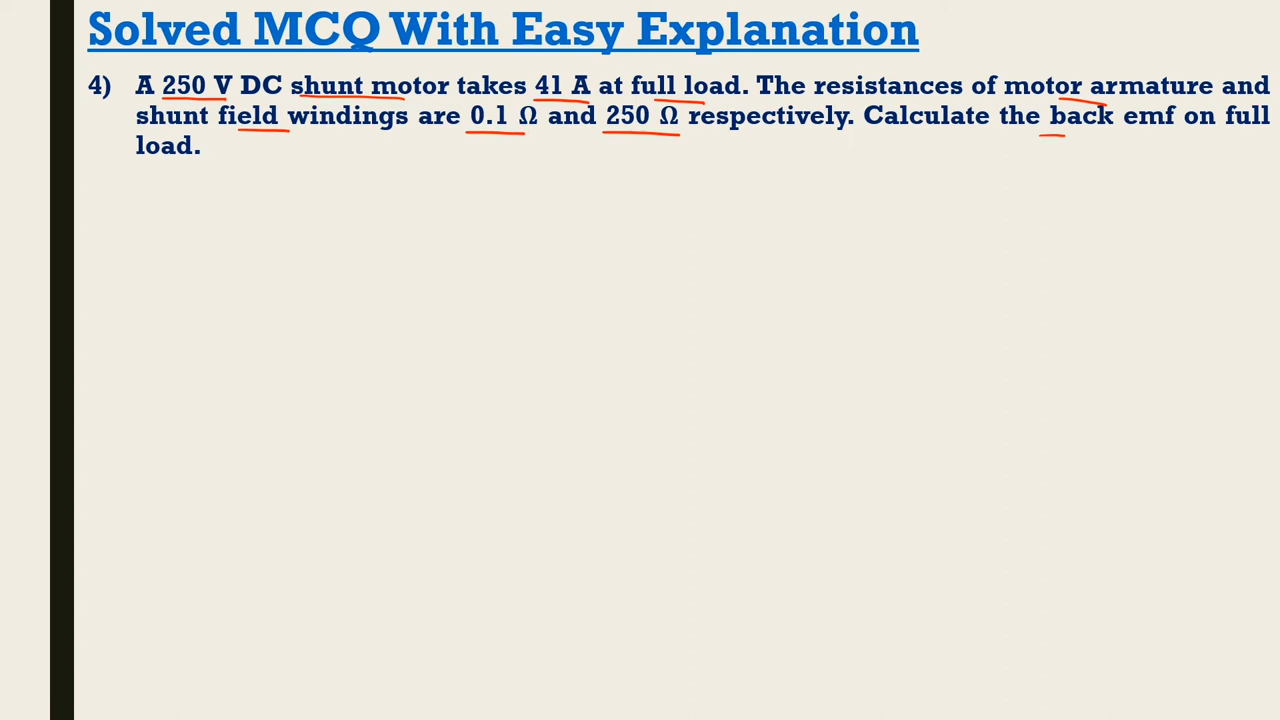 Solved MCQ With Easy Explanation
4) A 250 V DC shunt motor takes 41 A at full load. The resistances of motor armature and
shunt field windings are 0.1 Ω and 250 Ω respectively. Calculate the back emf on full
load.